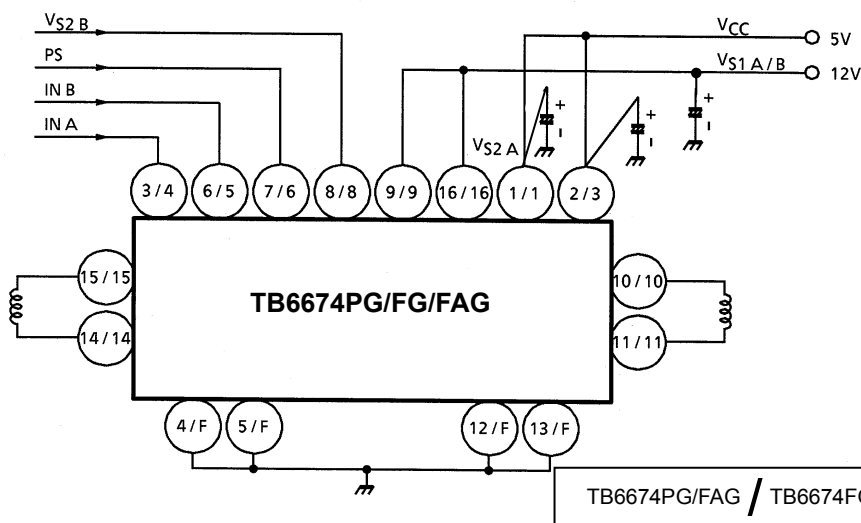 VS2 B
VCC
5V
PS
VS1 A/B
12V
IN B
IN A
+
-
+
-
+
-
VS2 A
3/4
6/5
7/6
8/8
9/9
16/16
1/1
2/3
15/15
10/10
TB6674PG/FG/FAG
14/14
11/11
4/F
5/F
12/F
13/F
TB6674PG/FAG / TB6674FG